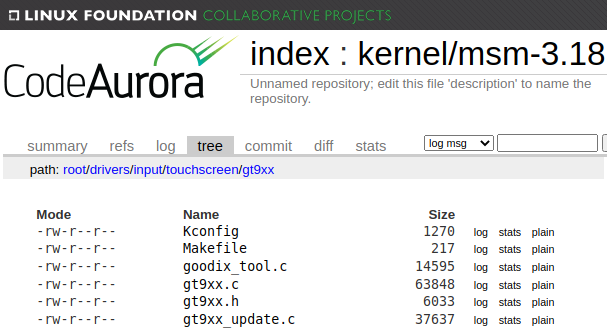 LINUX FOUNDATION COLLABORATIVE PROJECTS
CodeAurora
index : kernel/msm-3.18
Unnamed repository; edit this file 'description' to name the
repository.
summary refs log tree commit diff stats log msg
path: root/drivers/input/touchscreen/gt9xx
Mode Name Size
-rw-r--r-- Kconfig 1270 log stats plain
-rw-r--r-- Makefile 217 log stats plain
-rw-r--r-- goodix_tool.c 14595 log stats plain
-rw-r--r-- gt9xx.c 63848 log stats plain
-rw-r--r-- gt9xx.h 6033 log stats plain
-rw-r--r-- gt9xx_update.c 37637 log stats plain